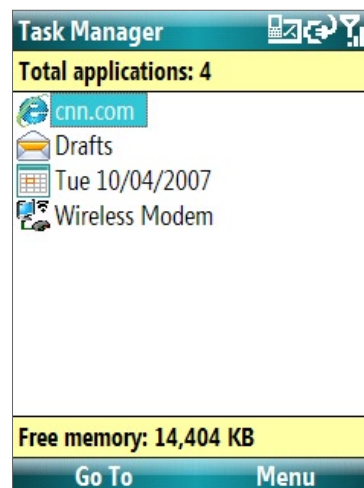 Task Manager
Total applications: 4
cnn.com
Drafts
Tue 10/04/2007
Wireless Modem
Free memory: 14,404 KB
Go To Menu